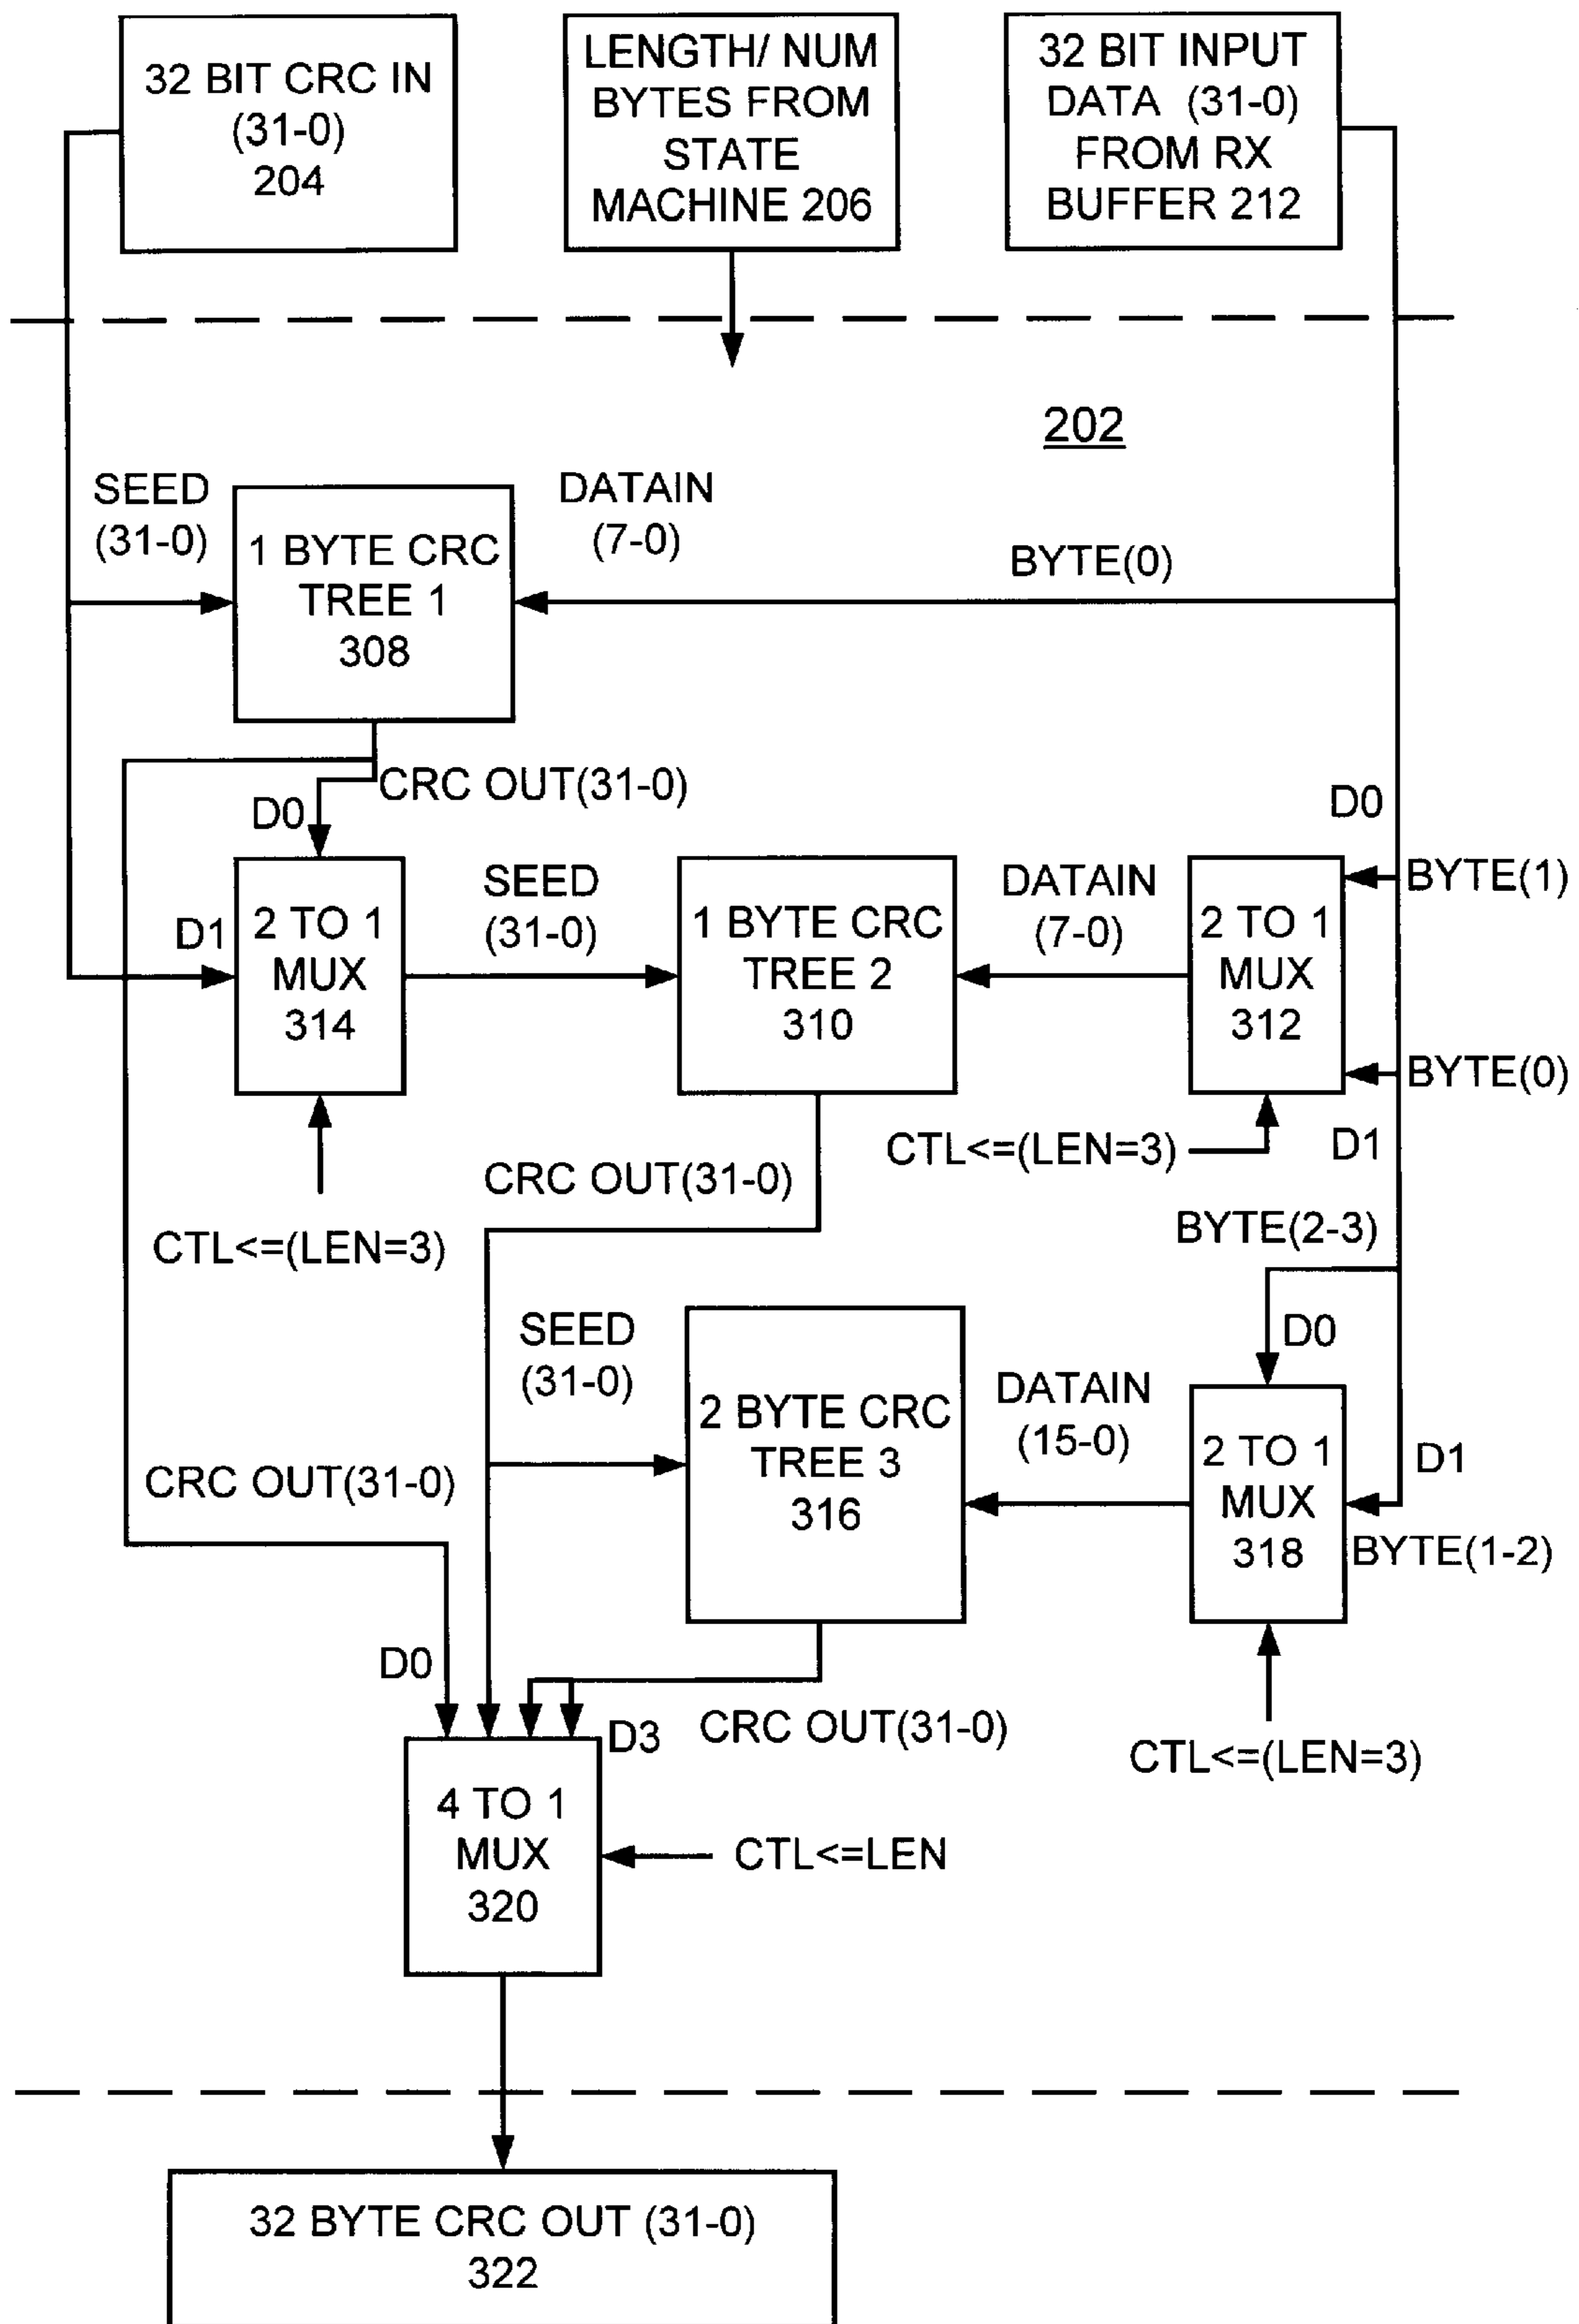 32 BIT CRC IN
(31-0)
204
LENGTH/ NUM
BYTES FROM
STATE
MACHINE 206
32 BIT INPUT
DATA (31-0)
FROM RX
BUFFER 212
202
SEED
(31-0)
1 BYTE CRC
TREE 1
308
DATAIN
(7-0)
BYTE(0)
CRC OUT(31-0)
D0
D0
D1
2 TO 1
MUX
314
SEED
(31-0)
1 BYTE CRC
TREE 2
310
DATAIN
(7-0)
2 TO 1
MUX
312
BYTE(1)
BYTE(0)
D1
CTL<=(LEN=3)
CTL<=(LEN=3)
CRC OUT(31-0)
BYTE(2-3)
D0
SEED
(31-0)
2 BYTE CRC
TREE 3
316
DATAIN
(15-0)
2 TO 1
MUX
318
D1
BYTE(1-2)
CRC OUT(31-0)
D0
D3
CRC OUT(31-0)
CTL<=(LEN=3)
4 TO 1
MUX
320
CTL<=LEN
32 BYTE CRC OUT (31-0)
322